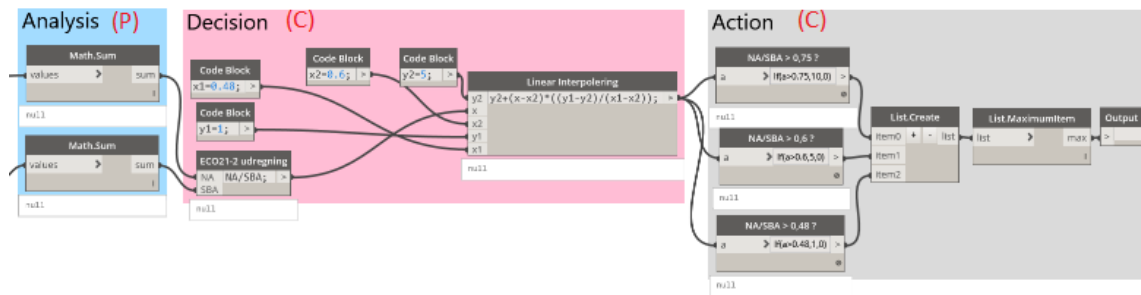 Analysis (P)
Math.Sum
values > sum
null
Math.Sum
values > sum
null
Decision (C)
Code Block
x1=0.48; >
Code Block
y1=1; >
ECO21-2 udregning
NA NA/SBA; >
SBA
null
Code Block
x2=0.6; >
Code Block
y2=5; >
Linear Interpolering
y2 y2+(x-x2)*((y1-y2)/(x1-x2)); >
x
x2
y1
x1
null
Action (C)
NA/SBA > 0,75 ?
a > If(a>0.75,10,0) >
null
NA/SBA > 0,6 ?
a > If(a>0.6,5,0) >
null
NA/SBA > 0,48 ?
a > If(a>0.48,1,0) >
null
List.Create
item0 + - list
item1
item2
List.MaximumItem
list > max
Output
>